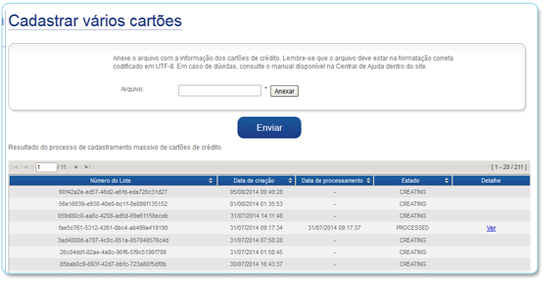 Cadastrar vários cartões
Anexe o arquivo com a informação dos cartões de crédito. Lembre-se que o arquivo deve estar na formatação correta
codificado em UTF-8. Em caso de dúvidas, consulte o manual disponível na Central de Ajuda dentro do site.
Arquivo: * Anexar
Enviar
Resultado do processo de cadastramento massivo de cartões de crédito.
1 / 11 [ 1 - 20 / 211 ]
Número do Lote Data de criação Data de processamento Estado Detalhe
90f42a2e-ed57-46d2-a6fd-eda726c31d27 05/08/2014 09:49:28 - CREATING
56e16039-e930-40e0-bc1f-8e099f135152 01/08/2014 01:35:53 - CREATING
059d80c0-aa8c-4208-ad5d-69e61158eceb 31/07/2014 14:11:48 - CREATING
fae5c761-5312-4261-8bc4-ab499a419190 31/07/2014 09:17:34 31/07/2014 09:17:37 PROCESSED Ver
3ad4800d-a787-4c0c-851a-857848576c4d 31/07/2014 07:58:28 - CREATING
26c04ddf-82ae-4a8c-96f6-5f9c5196f709 31/07/2014 01:58:45 - CREATING
85bab0c9-693f-42d7-bbfc-723a80f5df8b 30/07/2014 16:43:37 - CREATING